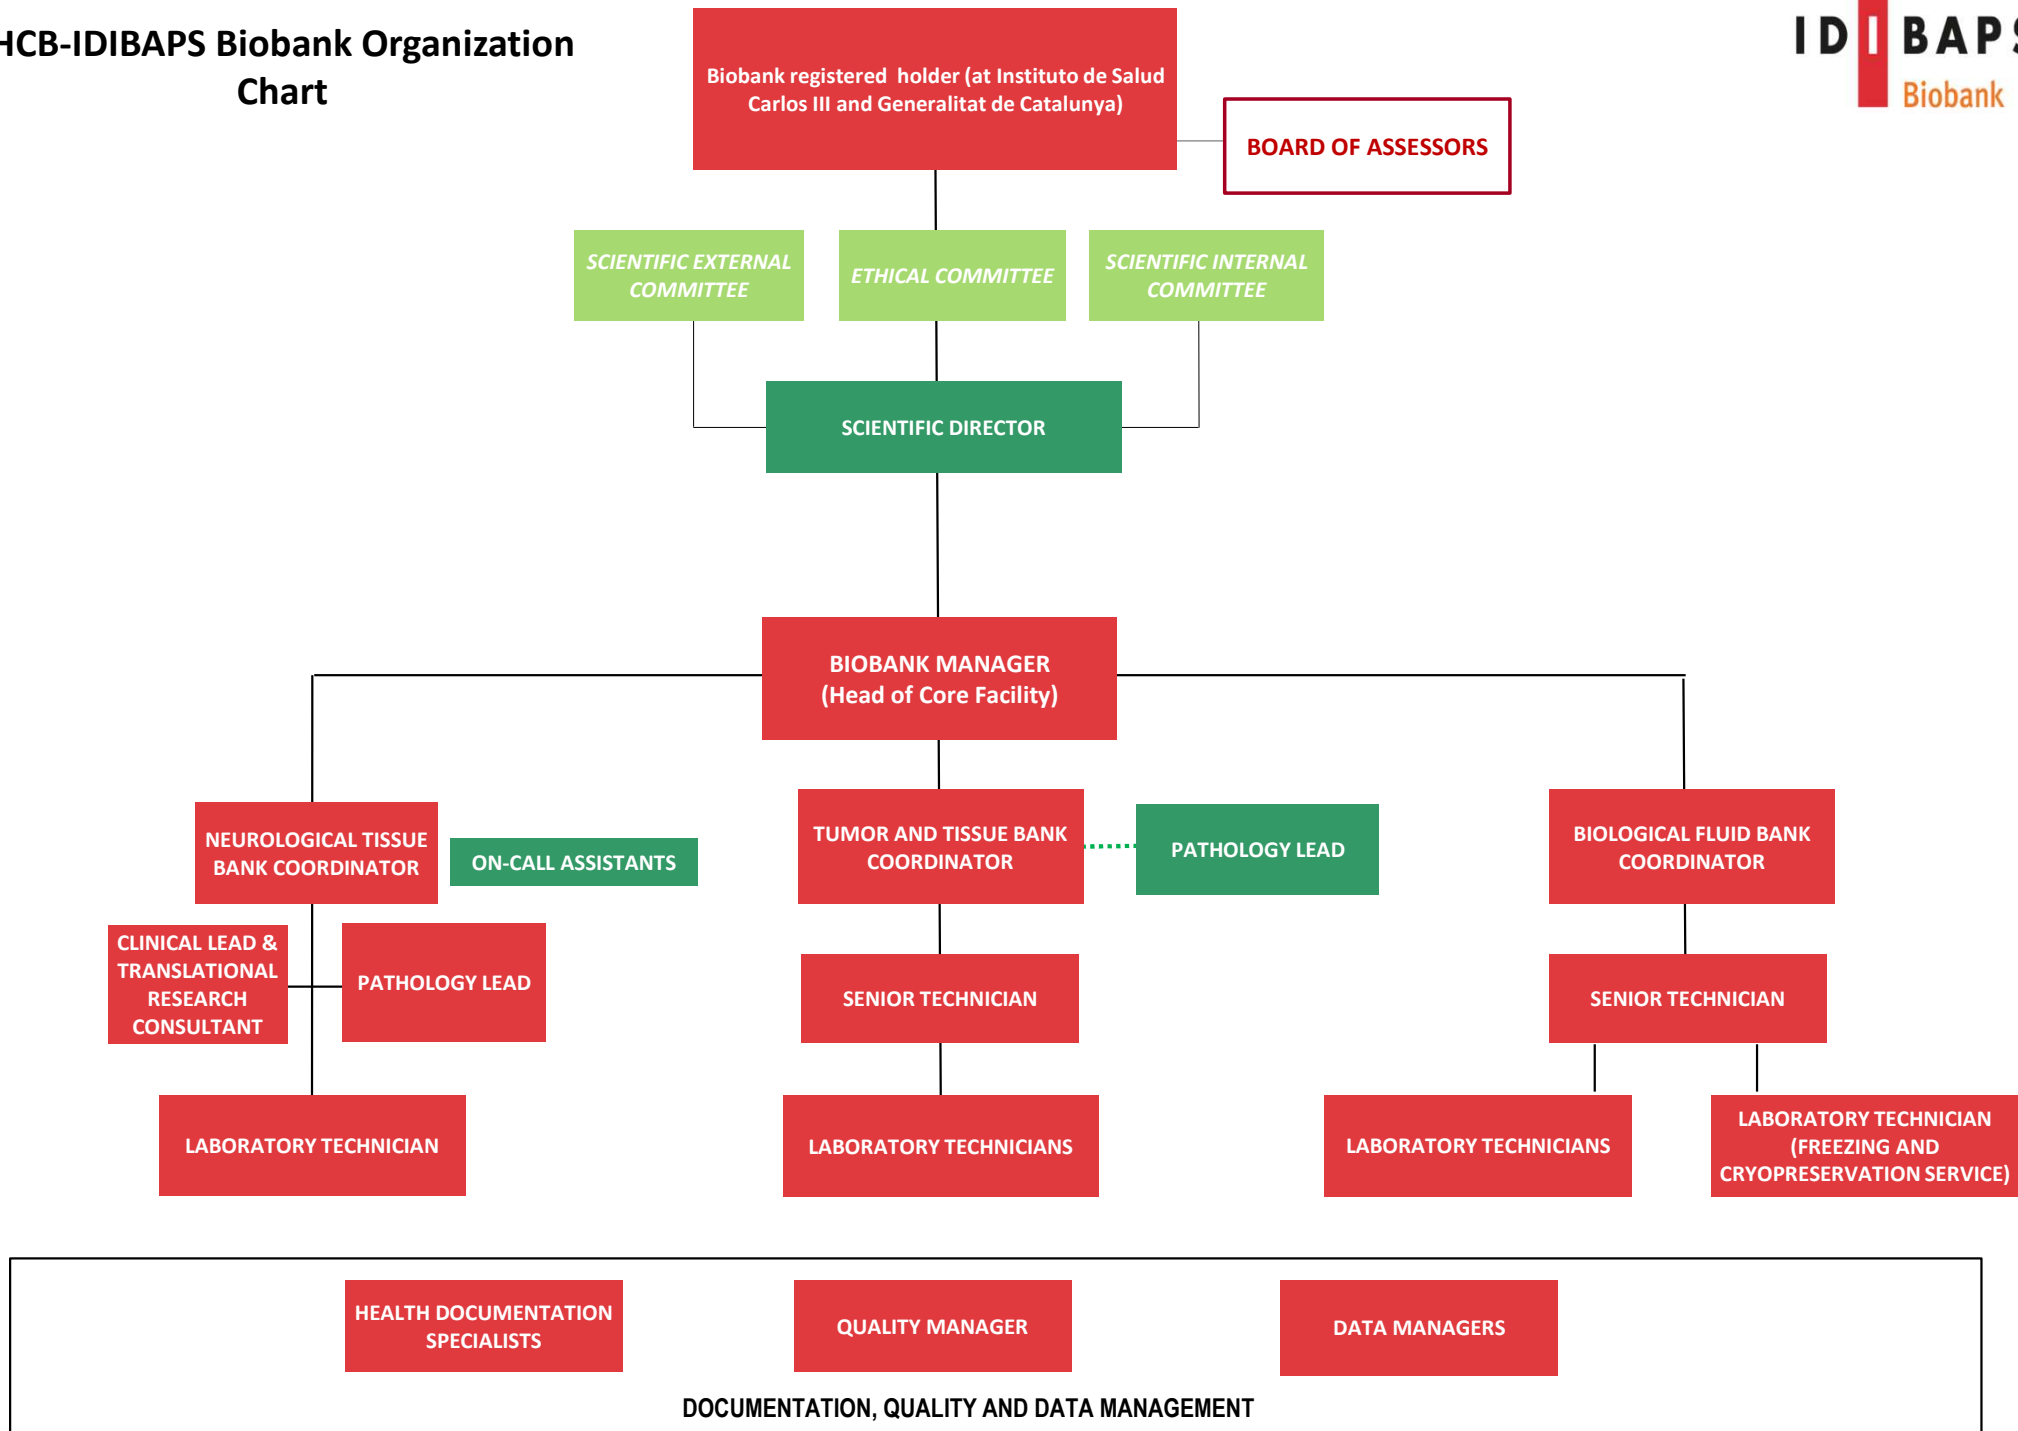 HCB-IDIBAPS Biobank Organization
Chart
IDIBAPS
Biobank
Biobank registered holder (at Instituto de Salud
Carlos III and Generalitat de Catalunya)
BOARD OF ASSESSORS
SCIENTIFIC EXTERNAL
COMMITTEE
ETHICAL COMMITTEE
SCIENTIFIC INTERNAL
COMMITTEE
SCIENTIFIC DIRECTOR
BIOBANK MANAGER
(Head of Core Facility)
NEUROLOGICAL TISSUE
BANK COORDINATOR
ON-CALL ASSISTANTS
TUMOR AND TISSUE BANK
COORDINATOR
PATHOLOGY LEAD
BIOLOGICAL FLUID BANK
COORDINATOR
CLINICAL LEAD &
TRANSLATIONAL
RESEARCH
CONSULTANT
PATHOLOGY LEAD
SENIOR TECHNICIAN
SENIOR TECHNICIAN
LABORATORY TECHNICIAN
LABORATORY TECHNICIANS
LABORATORY TECHNICIANS
LABORATORY TECHNICIAN
(FREEZING AND
CRYOPRESERVATION SERVICE)
HEALTH DOCUMENTATION
SPECIALISTS
QUALITY MANAGER
DATA MANAGERS
DOCUMENTATION, QUALITY AND DATA MANAGEMENT